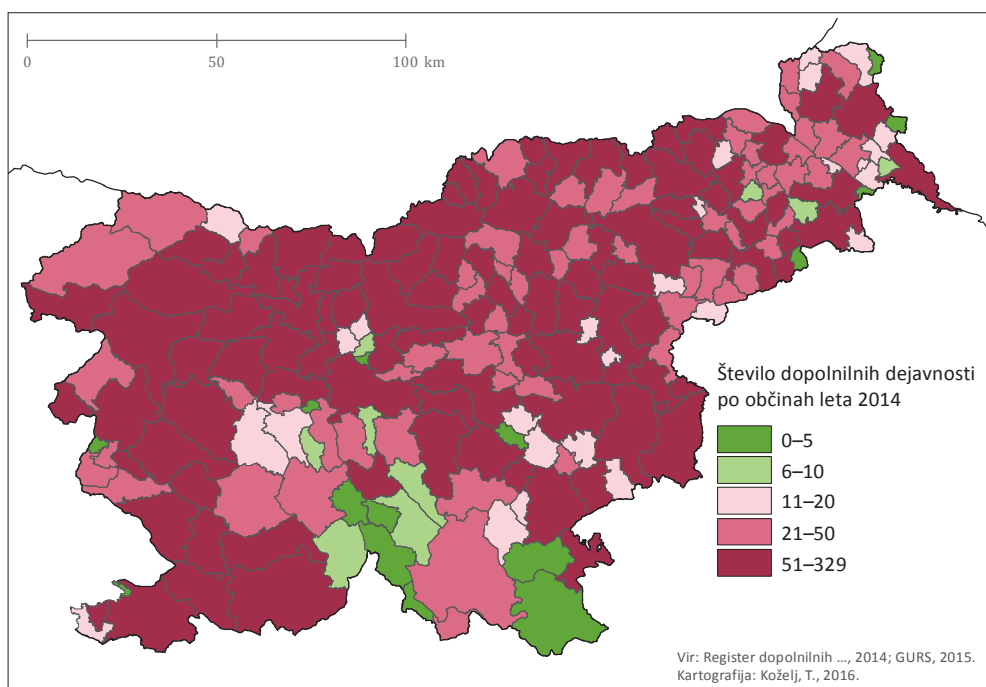 0 50 100 km
Število dopolnilnih dejavnosti
po občinah leta 2014
0–5
6–10
11–20
21–50
51–329
Vir: Register dopolnilnih ..., 2014; GURS, 2015.
Kartografija: Koželj, T., 2016.